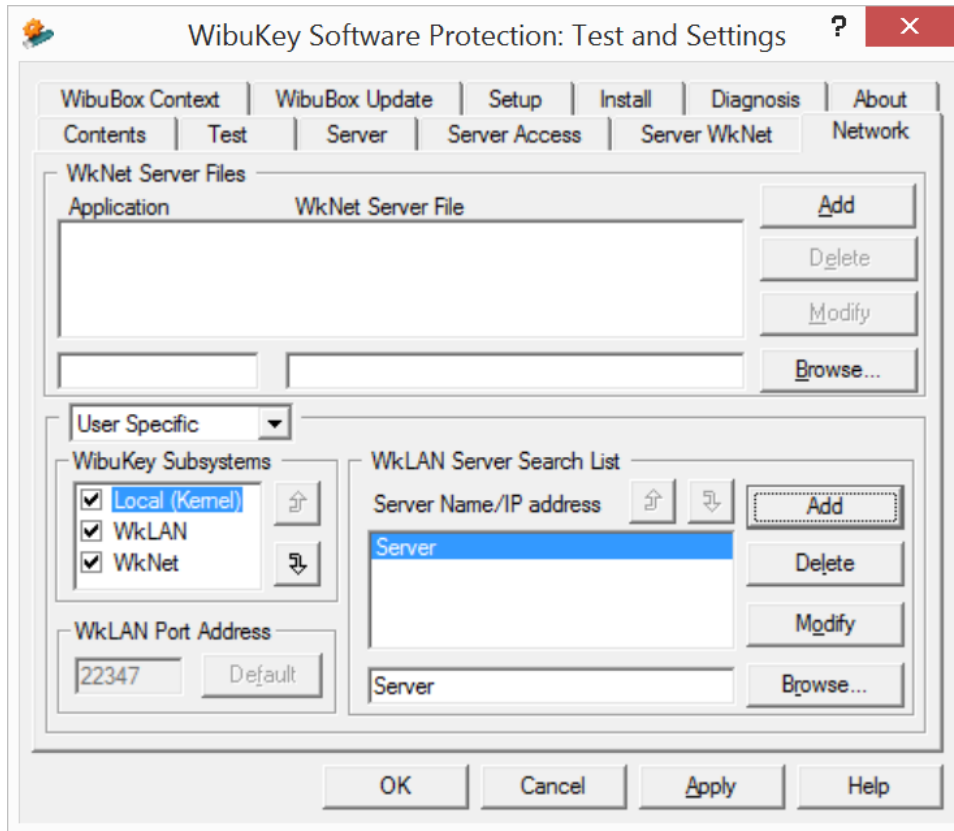 WibuKey Software Protection: Test and Settings ?
WibuBox Context WibuBox Update Setup Install Diagnosis About
Contents Test Server Server Access Server WkNet Network
WkNet Server Files
Application WkNet Server File
Add
Delete
Modify
Browse...
User Specific
WibuKey Subsystems
Local (Kernel)
WkLAN
WkNet
WkLAN Port Address
22347 Default
WkLAN Server Search List
Server Name/IP address
Server
Server
Add
Delete
Modify
Browse...
OK Cancel Apply Help